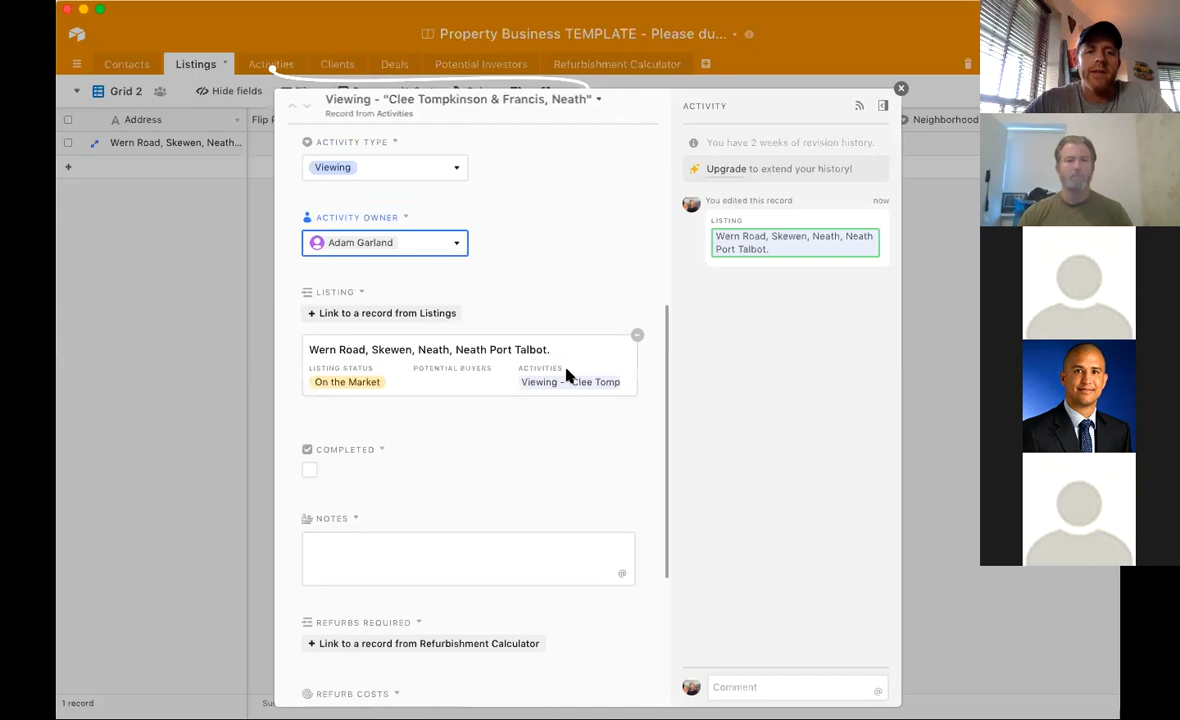 Property Business TEMPLATE - Please du...
Contacts
Listings
Activities
Clients
Deals
Potential Investors
Refurbishment Calculator
Grid 2
Hide fields
Address
Flip
Neighborhood
Wern Road, Skewen, Neath...
+
Viewing - "Clee Tompkinson & Francis, Neath"
Record from Activities
ACTIVITY TYPE
Viewing
ACTIVITY OWNER
Adam Garland
LISTING
+ Link to a record from Listings
Wern Road, Skewen, Neath, Neath Port Talbot.
LISTING STATUS
POTENTIAL BUYERS
ACTIVITIES
On the Market
Viewing - "Clee Tomp
COMPLETED
NOTES
@
REFURBS REQUIRED
+ Link to a record from Refurbishment Calculator
REFURB COSTS
ACTIVITY
You have 2 weeks of revision history.
Upgrade to extend your history!
You edited this record
now
LISTING
Wern Road, Skewen, Neath, Neath
Port Talbot.
Comment
@
1 record